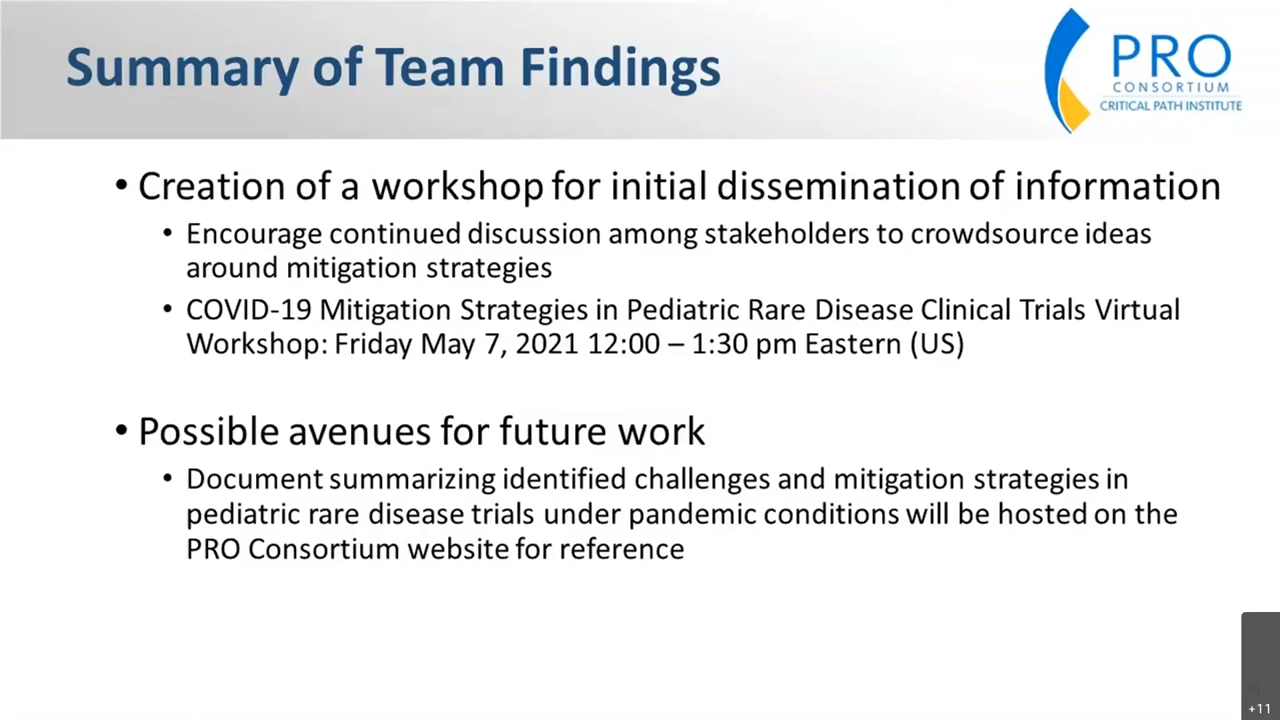 Summary of Team Findings
PRO
CONSORTIUM
CRITICAL PATH INSTITUTE
• Creation of a workshop for initial dissemination of information
• Encourage continued discussion among stakeholders to crowdsource ideas
around mitigation strategies
• COVID-19 Mitigation Strategies in Pediatric Rare Disease Clinical Trials Virtual
Workshop: Friday May 7, 2021 12:00 – 1:30 pm Eastern (US)
• Possible avenues for future work
• Document summarizing identified challenges and mitigation strategies in
pediatric rare disease trials under pandemic conditions will be hosted on the
PRO Consortium website for reference
+11